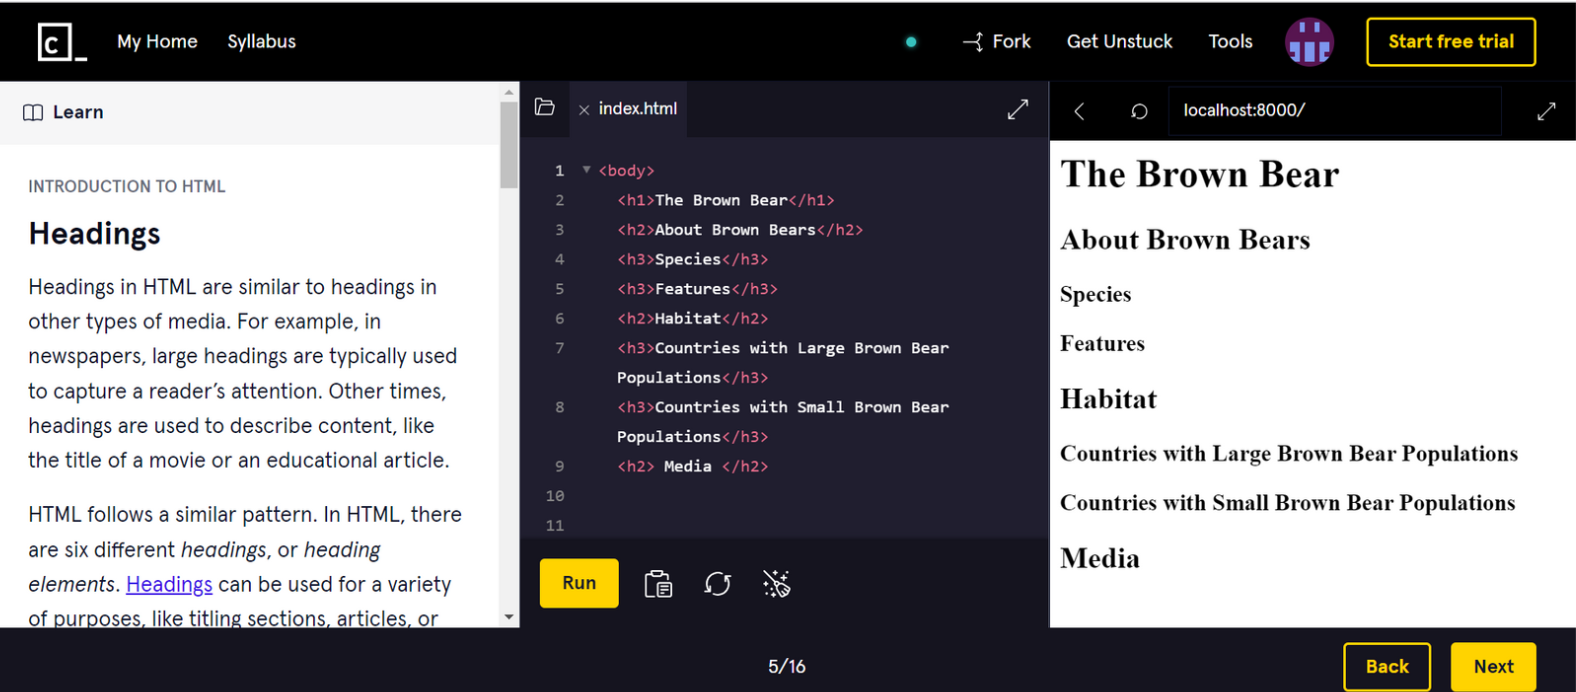 C_
My Home
Syllabus
Fork
Get Unstuck
Tools
Start free trial
Learn
INTRODUCTION TO HTML
Headings
Headings in HTML are similar to headings in
other types of media. For example, in
newspapers, large headings are typically used
to capture a reader’s attention. Other times,
headings are used to describe content, like
the title of a movie or an educational article.
HTML follows a similar pattern. In HTML, there
are six different headings, or heading
elements. Headings can be used for a variety
of purposes, like titling sections, articles, or
index.html
1 <body>
2 <h1>The Brown Bear</h1>
3 <h2>About Brown Bears</h2>
4 <h3>Species</h3>
5 <h3>Features</h3>
6 <h2>Habitat</h2>
7 <h3>Countries with Large Brown Bear
Populations</h3>
8 <h3>Countries with Small Brown Bear
Populations</h3>
9 <h2> Media </h2>
10
11
Run
localhost:8000/
The Brown Bear
About Brown Bears
Species
Features
Habitat
Countries with Large Brown Bear Populations
Countries with Small Brown Bear Populations
Media
5/16
Back
Next